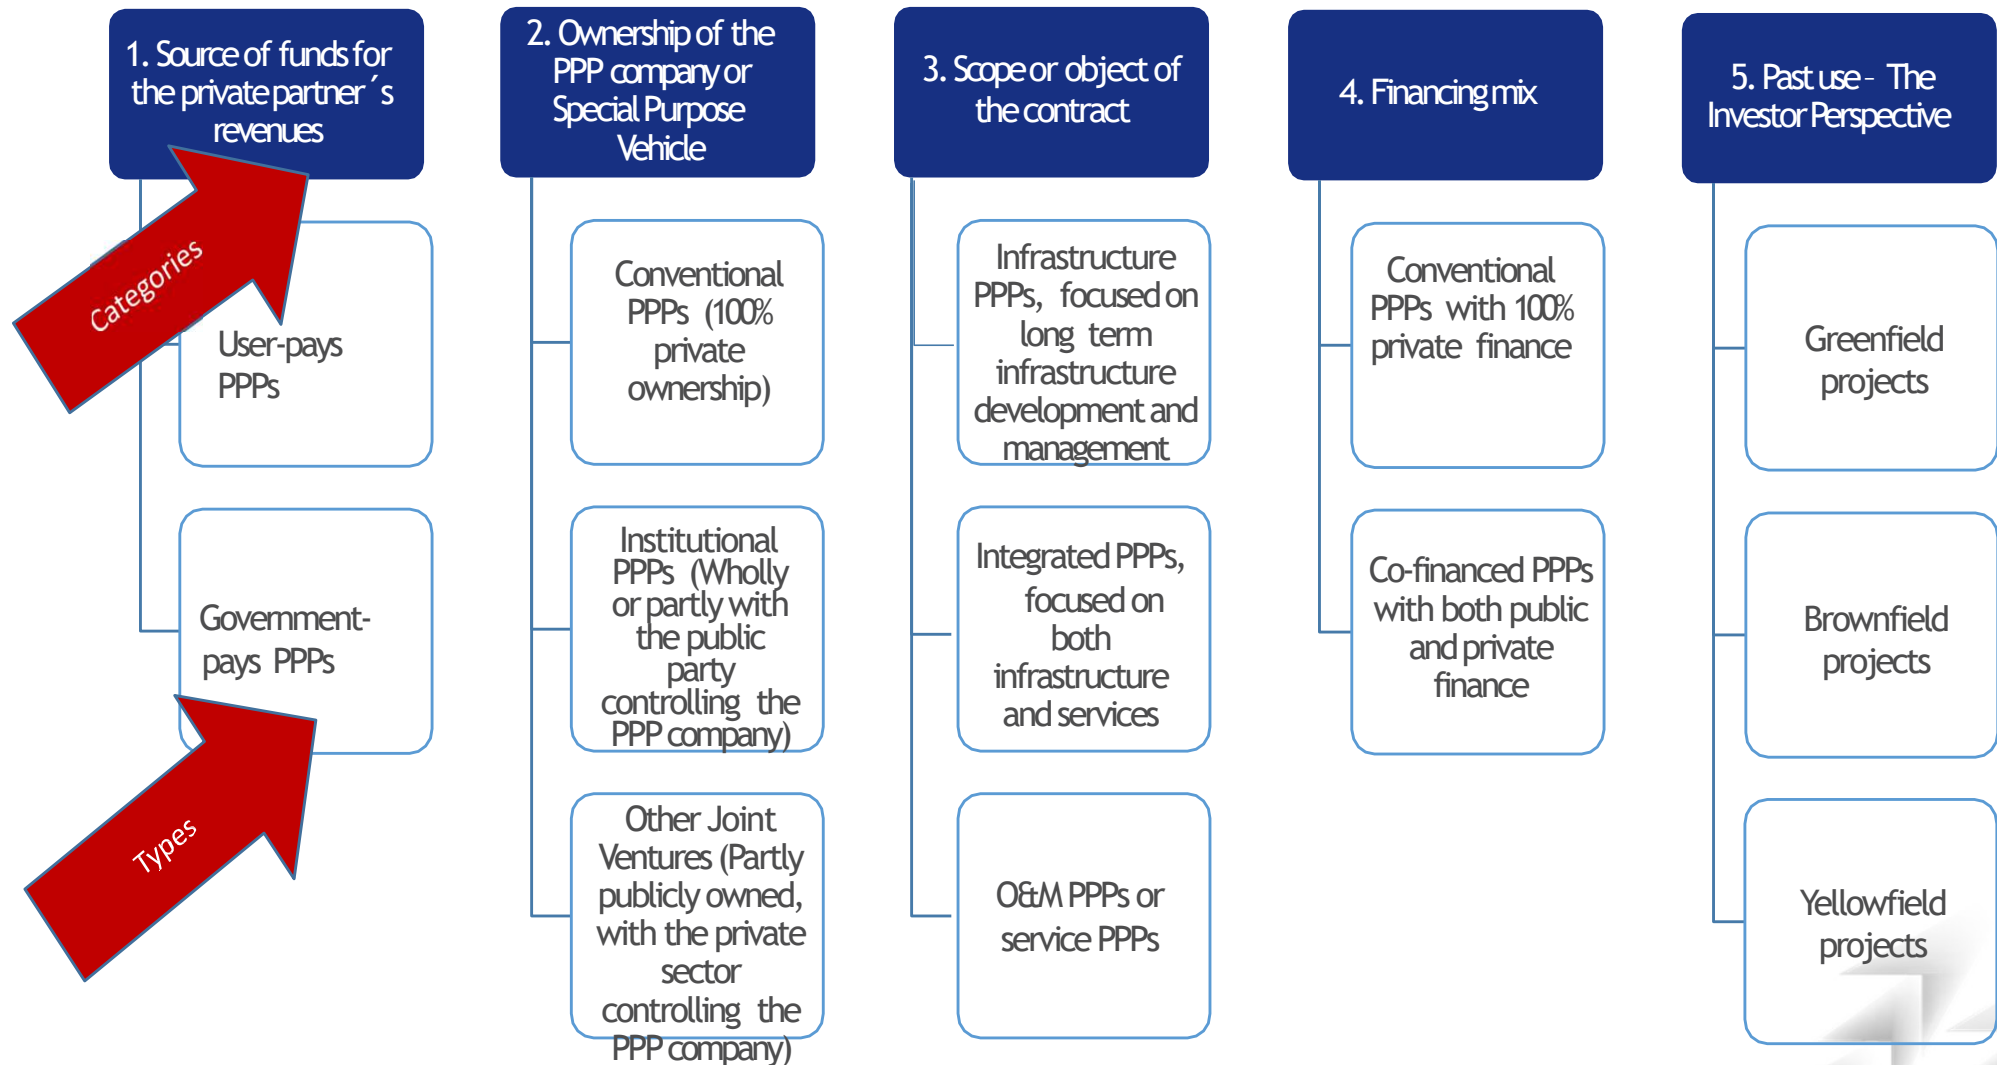 1. Source of funds for
the private partner´s
revenues
Categories
User-pays
PPPs
Government-
pays PPPs
Types
2. Ownership of the
PPP company or
Special Purpose
Vehicle
Conventional
PPPs (100%
private
ownership)
Institutional
PPPs (Wholly
or partly with
the public
party
controlling the
PPP company)
Other Joint
Ventures (Partly
publicly owned,
with the private
sector
controlling the
PPP company)
3. Scope or object of
the contract
Infrastructure
PPPs, focused on
long term
infrastructure
development and
management
Integrated PPPs,
focused on
both
infrastructure
and services
O&M PPPs or
service PPPs
4. Financing mix
Conventional
PPPs with 100%
private finance
Co-financed PPPs
with both public
and private
finance
5. Past use – The
Investor Perspective
Greenfield
projects
Brownfield
projects
Yellowfield
projects